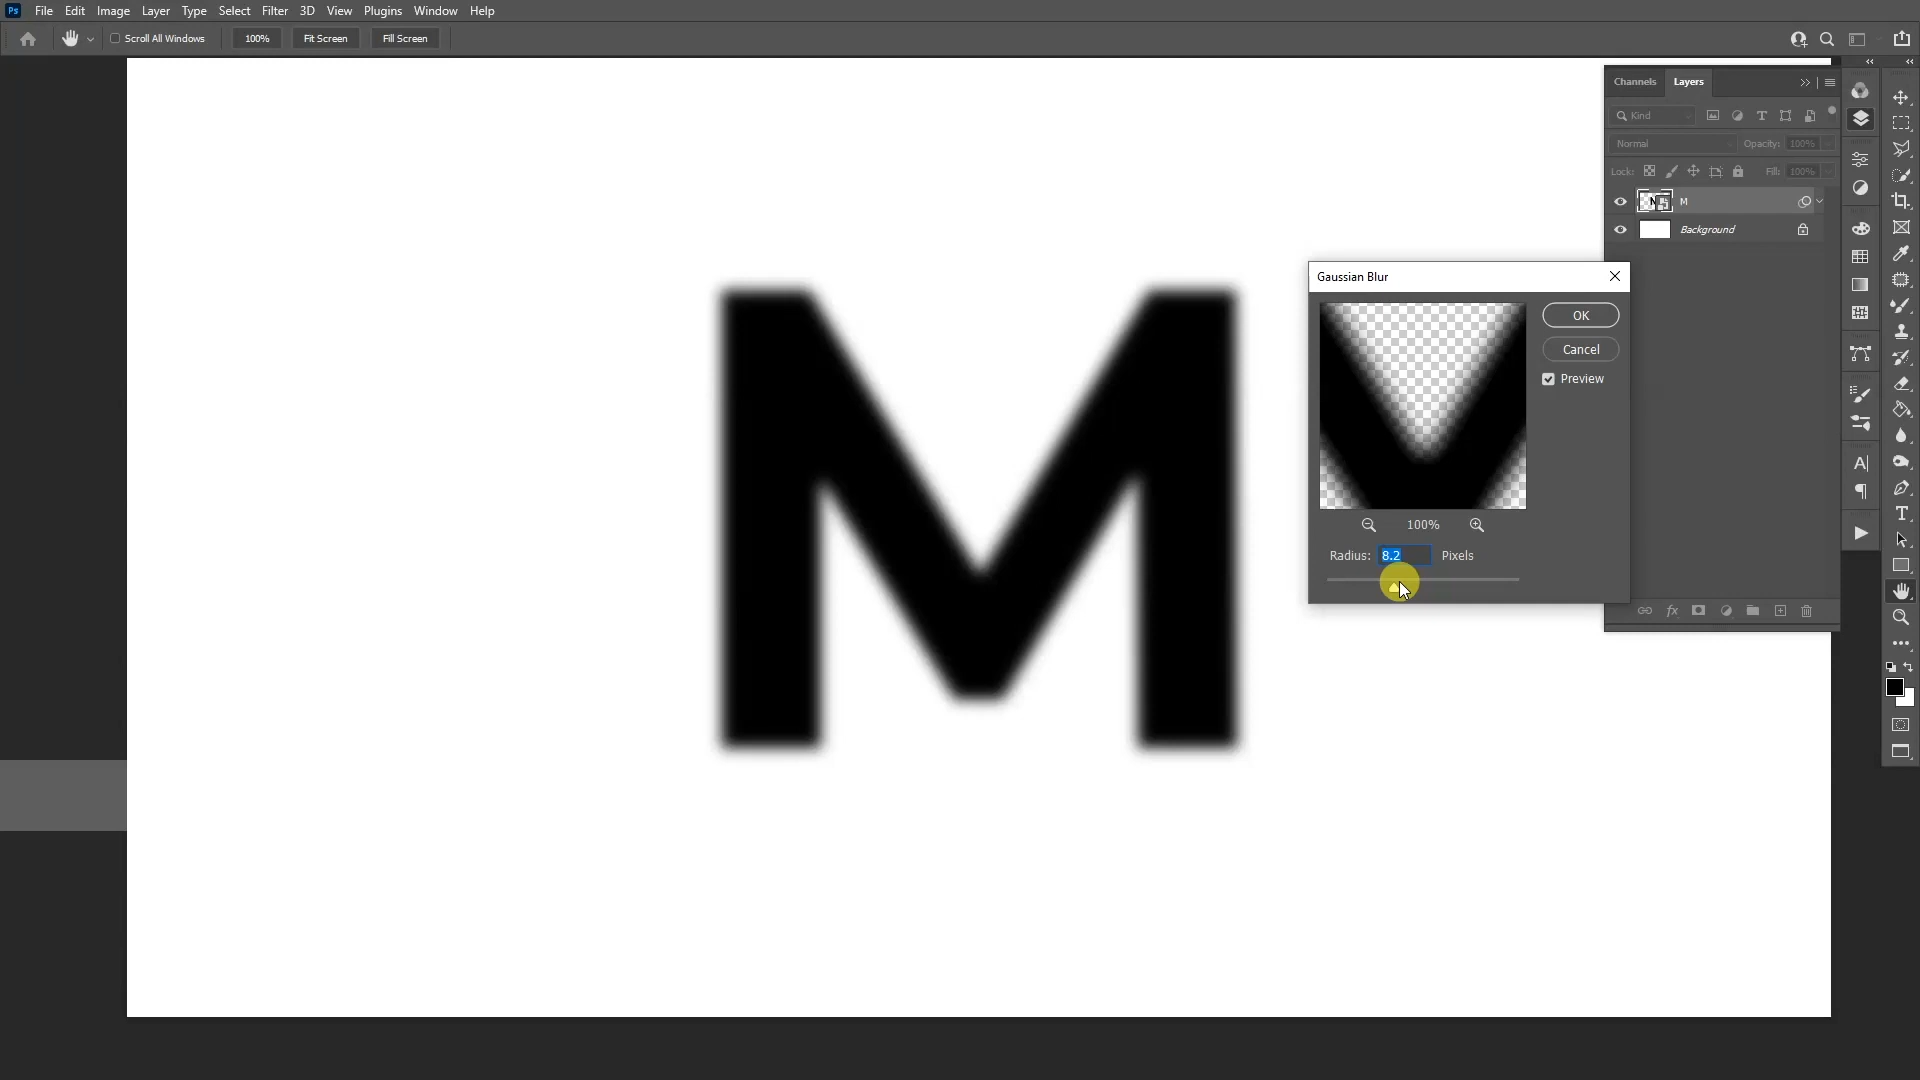 Ps File Edit Image Layer Type Select Filter 3D View Plugins Window Help
Scroll All Windows 100% Fit Screen Fill Screen
Channels Layers
Kind
Normal Opacity: 100%
Lock: Fill: 100%
M
Background
Gaussian Blur
OK
Cancel
Preview
100%
Radius: 8.2 Pixels
fx
M